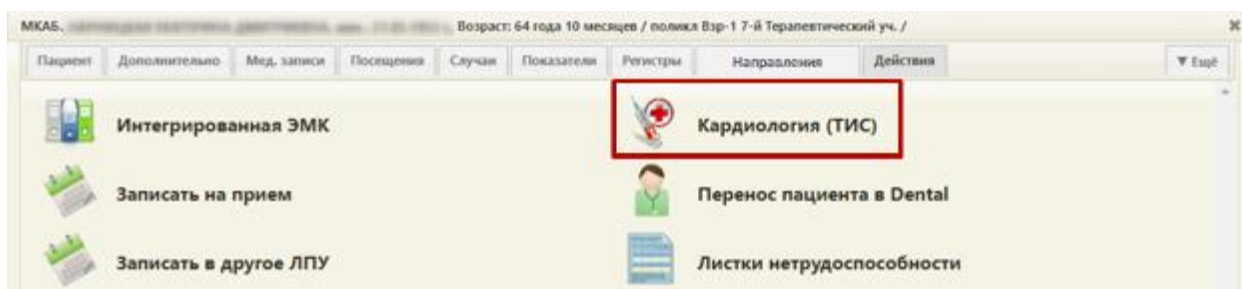 МКАБ. Возраст: 64 года 10 месяцев / поликл Взр-1 7-й Терапевтический уч. /
Пациент Дополнительно Мед. записи Посещения Случаи Показатели Регистры Направления Действия ▼ Ещё
Интегрированная ЭМК
Кардиология (ТИС)
Записать на прием
Перенос пациента в Dental
Записать в другое ЛПУ
Листки нетрудоспособности